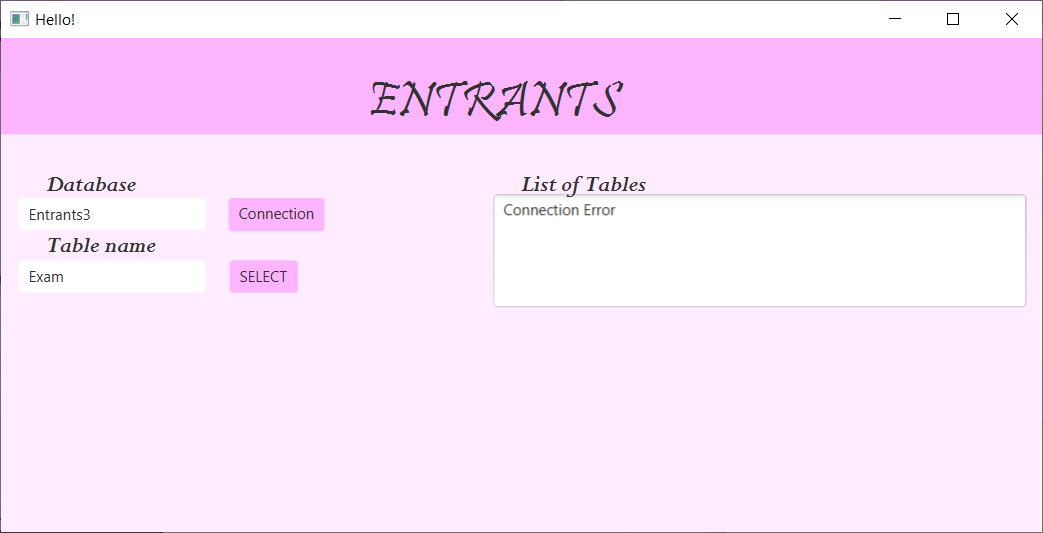 Hello!
ENTRANTS
Database
Entrants3
Connection
Table name
Exam
SELECT
List of Tables
Connection Error